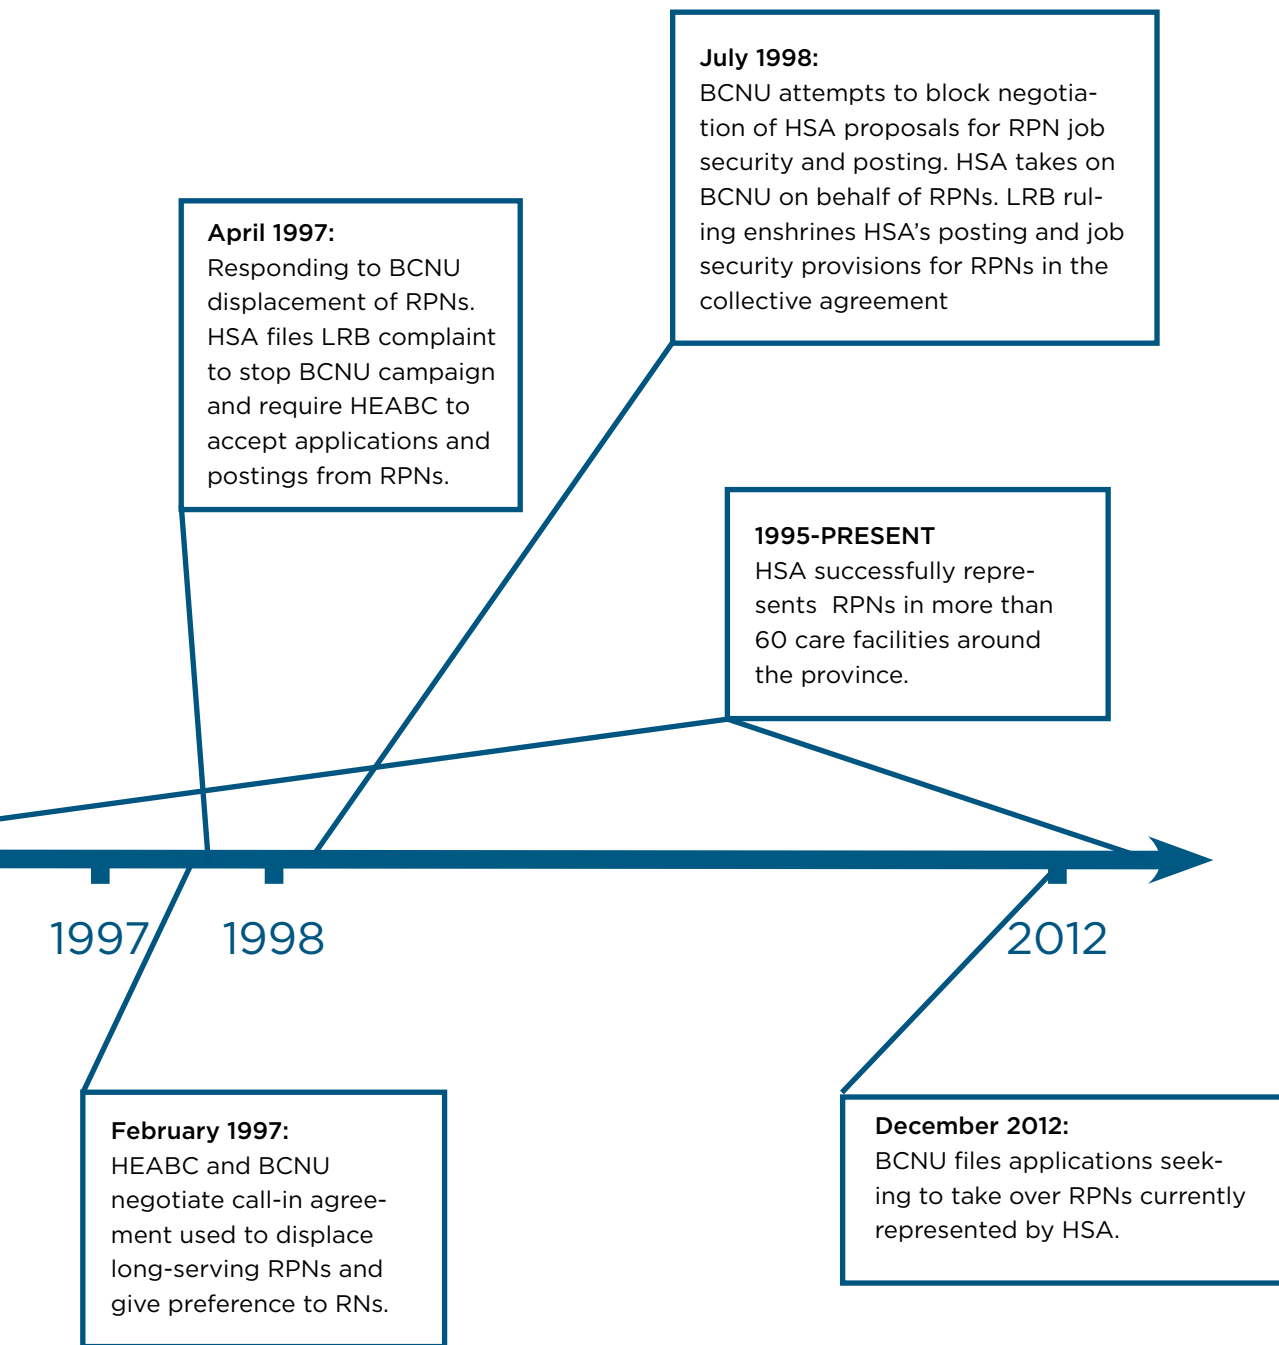 July 1998:
BCNU attempts to block negotia-
tion of HSA proposals for RPN job
security and posting. HSA takes on
BCNU on behalf of RPNs. LRB rul-
ing enshrines HSA’s posting and job
security provisions for RPNs in the
collective agreement
April 1997:
Responding to BCNU
displacement of RPNs.
HSA files LRB complaint
to stop BCNU campaign
and require HEABC to
accept applications and
postings from RPNs.
1995-PRESENT
HSA successfully repre-
sents  RPNs in more than
60 care facilities around
the province.
1997
1998
2012
February 1997:
HEABC and BCNU
negotiate call-in agree-
ment used to displace
long-serving RPNs and
give preference to RNs.
December 2012:
BCNU files applications seek-
ing to take over RPNs currently
represented by HSA.